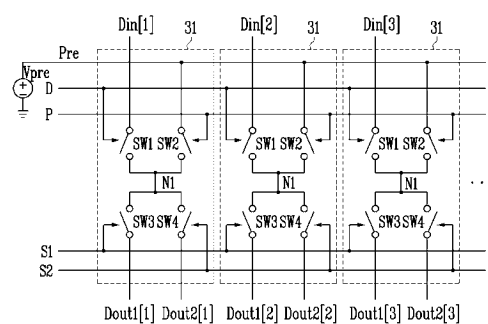 Din[1] 31 Din[2] 31 Din[3] 31
Pre
Vpre
D
P
SW1 SW2 SW1 SW2 SW1 SW2
N1 N1 N1
. .
SW3 SW4 SW3 SW4 SW3 SW4
S1
S2
Dout1[1] Dout2[1] Dout1[2] Dout2[2] Dout1[3] Dout2[3]